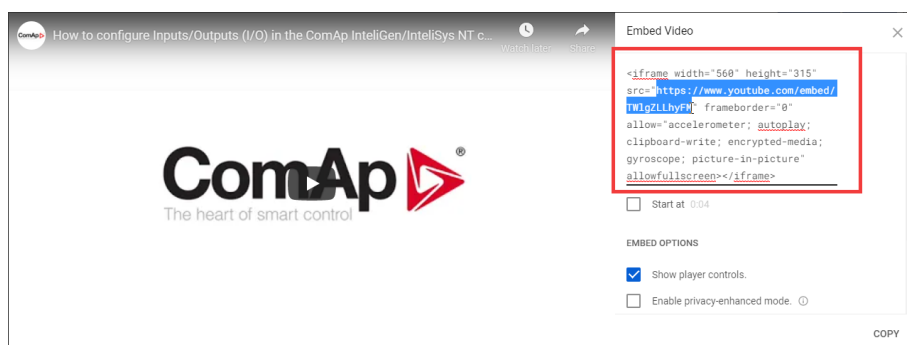 ComAp
How to configure Inputs/Outputs (I/O) in the ComAp InteliGen/InteliSys NT c...
Watch later
Share
ComAp®
The heart of smart control
Embed Video
<iframe width="560" height="315"
src="https://www.youtube.com/embed/
TWlgZLLhyFM" frameborder="0"
allow="accelerometer; autoplay;
clipboard-write; encrypted-media;
gyroscope; picture-in-picture"
allowfullscreen></iframe>
Start at 0:04
EMBED OPTIONS
Show player controls.
Enable privacy-enhanced mode.
COPY